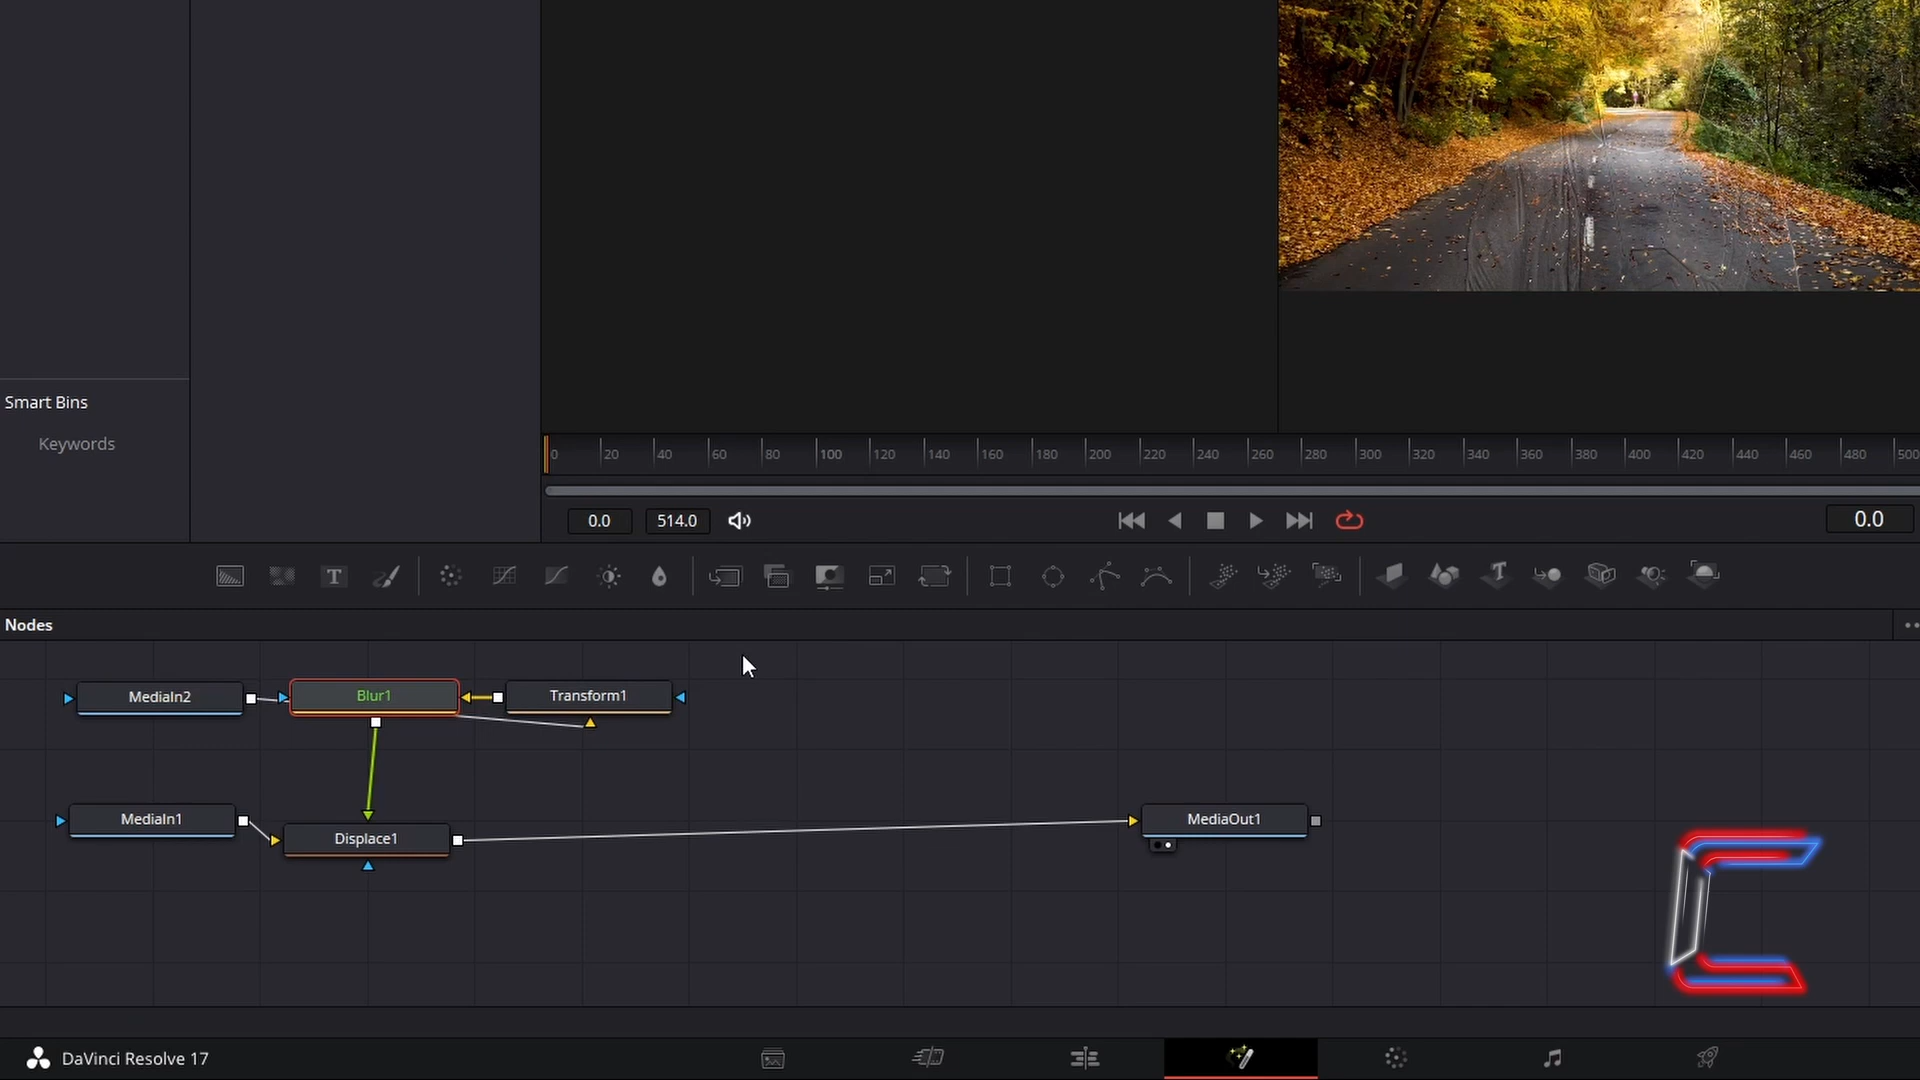 Smart Bins
Keywords
0 20 40 60 80 100 120 140 160 180 200 220 240 260 280 300 320 340 360 380 400 420 440 460 480 500
0.0 514.0 0.0
T T
Nodes
MediaIn2 Blur1 Transform1
MediaIn1 Displace1 MediaOut1
DaVinci Resolve 17